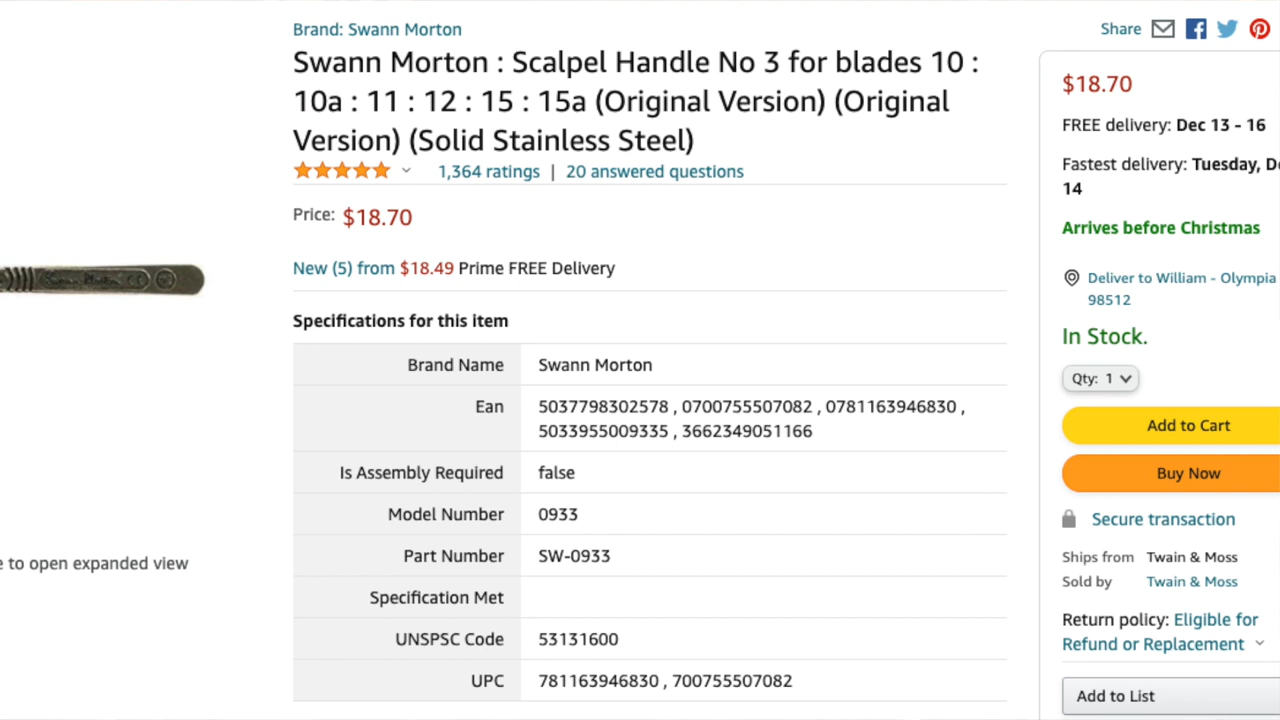 Brand: Swann Morton
Swann Morton : Scalpel Handle No 3 for blades 10 :
10a : 11 : 12 : 15 : 15a (Original Version) (Original
Version) (Solid Stainless Steel)
1,364 ratings | 20 answered questions
Price: $18.70
New (5) from $18.49 Prime FREE Delivery
Specifications for this item
Brand Name Swann Morton
Ean 5037798302578 , 0700755507082 , 0781163946830 ,
5033955009335 , 3662349051166
Is Assembly Required false
Model Number 0933
Part Number SW-0933
Specification Met
UNSPSC Code 53131600
UPC 781163946830 , 700755507082
e to open expanded view
Share
$18.70
FREE delivery: Dec 13 - 16
Fastest delivery: Tuesday, De
14
Arrives before Christmas
Deliver to William - Olympia
98512
In Stock.
Qty: 1
Add to Cart
Buy Now
Secure transaction
Ships from Twain & Moss
Sold by Twain & Moss
Return policy: Eligible for
Refund or Replacement
Add to List